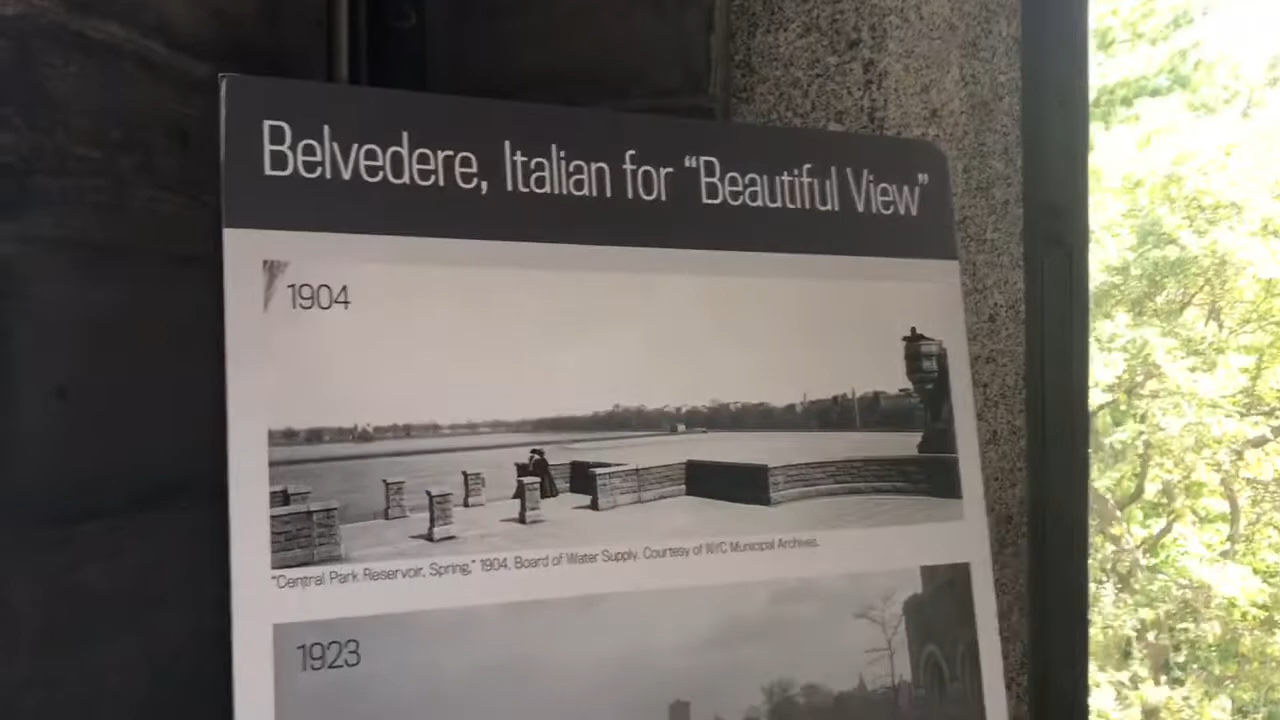 Belvedere, Italian for “Beautiful View”
1904
“Central Park Reservoir, Spring,” 1904, Board of Water Supply. Courtesy of NYC Municipal Archives.
1923